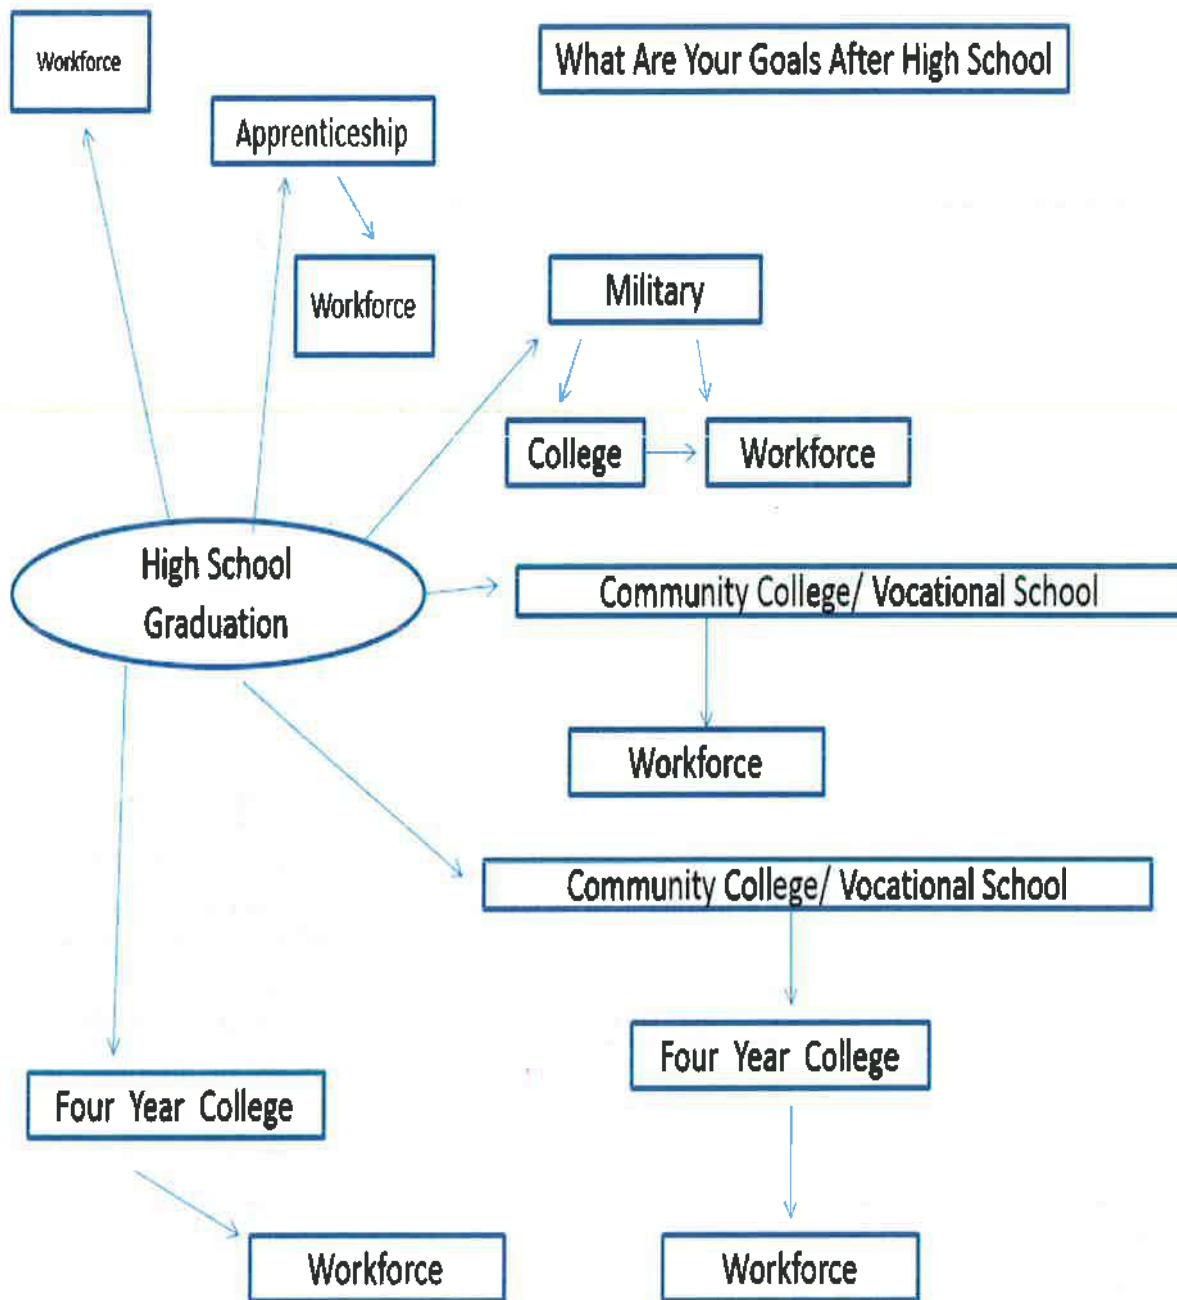 Workforce
What Are Your Goals After High School
Apprenticeship
Workforce
Military
College
Workforce
High School
Graduation
Community College/ Vocational School
Workforce
Community College/ Vocational School
Four Year College
Four Year College
Workforce
Workforce